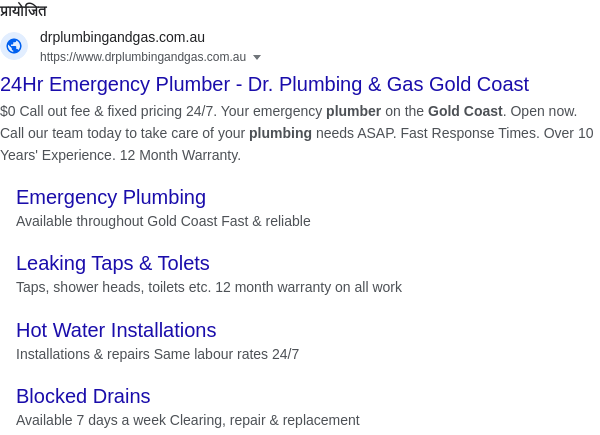 प्रायोजित
drplumbingandgas.com.au
https://www.drplumbingandgas.com.au
24Hr Emergency Plumber - Dr. Plumbing & Gas Gold Coast
$0 Call out fee & fixed pricing 24/7. Your emergency plumber on the Gold Coast. Open now.
Call our team today to take care of your plumbing needs ASAP. Fast Response Times. Over 10
Years' Experience. 12 Month Warranty.
Emergency Plumbing
Available throughout Gold Coast Fast & reliable
Leaking Taps & Tolets
Taps, shower heads, toilets etc. 12 month warranty on all work
Hot Water Installations
Installations & repairs Same labour rates 24/7
Blocked Drains
Available 7 days a week Clearing, repair & replacement